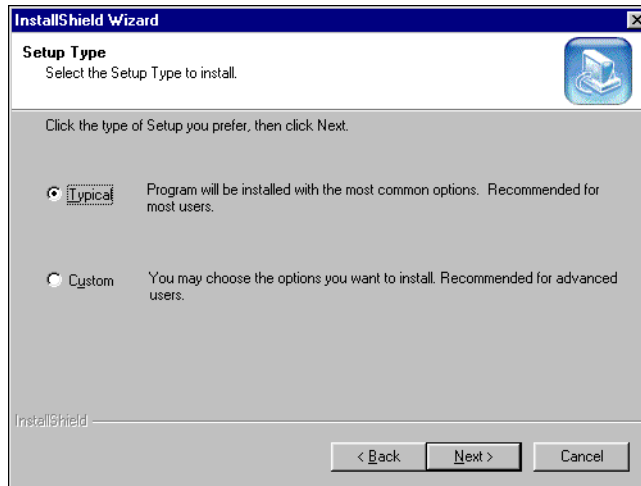 InstallShield Wizard
Setup Type
Select the Setup Type to install.
Click the type of Setup you prefer, then click Next.
Typical
Program will be installed with the most common options. Recommended for
most users.
Custom
You may choose the options you want to install. Recommended for advanced
users.
InstallShield
< Back
Next >
Cancel